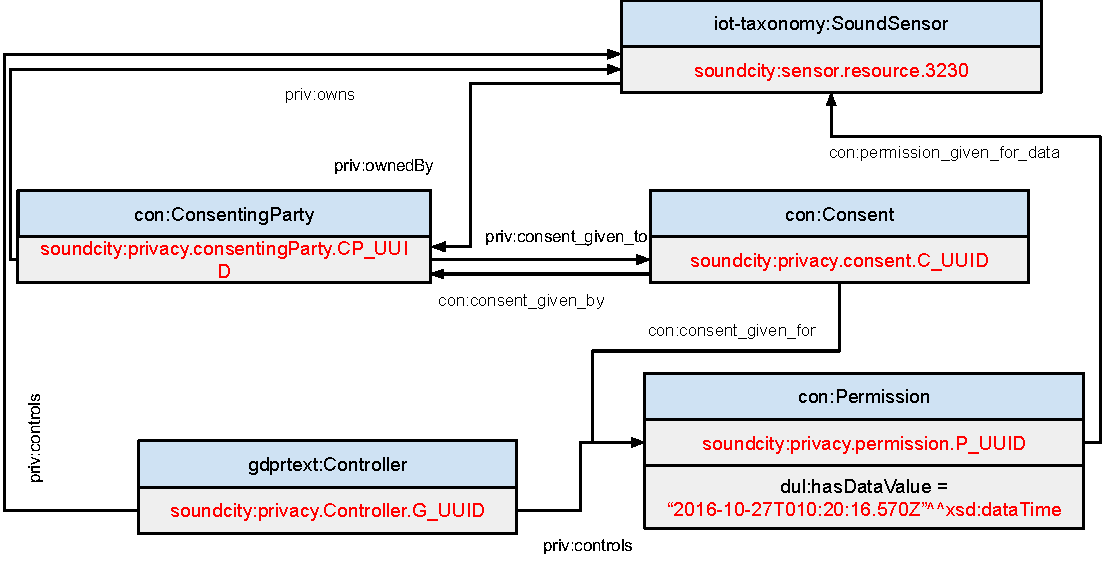 iot-taxonomy:SoundSensor
soundcity:sensor.resource.3230
priv:owns
con:permission_given_for_data
priv:ownedBy
con:ConsentingParty
soundcity:privacy.consentingParty.CP_UUI
D
priv:consent_given_to
con:Consent
soundcity:privacy.consent.C_UUID
con:consent_given_by
con:consent_given_for
priv:controls
con:Permission
soundcity:privacy.permission.P_UUID
dul:hasDataValue =
“2016-10-27T010:20:16.570Z”^^xsd:dataTime
gdprtext:Controller
soundcity:privacy.Controller.G_UUID
priv:controls